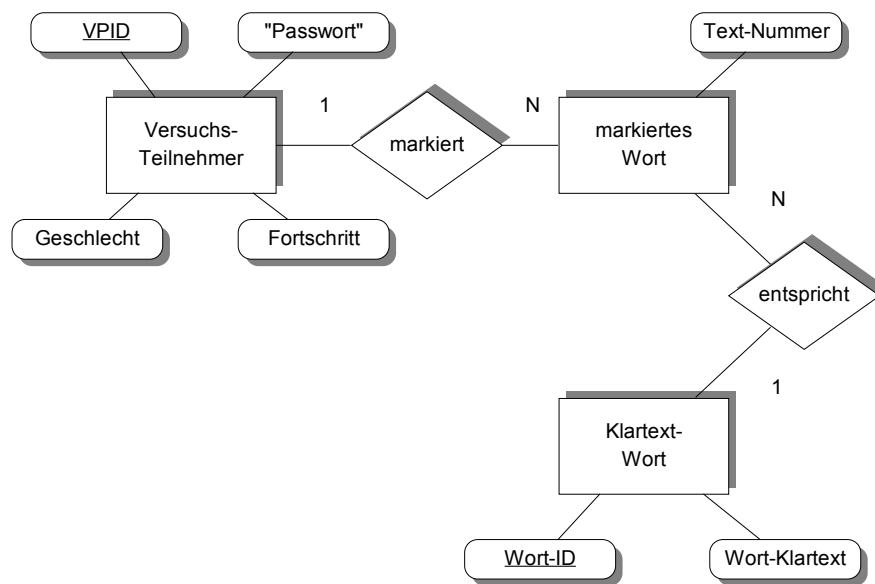 VPID
"Passwort"
Text-Nummer
1
N
Versuchs-
Teilnehmer
markiert
markiertes
Wort
N
Geschlecht
Fortschritt
entspricht
1
Klartext-
Wort
Wort-ID
Wort-Klartext